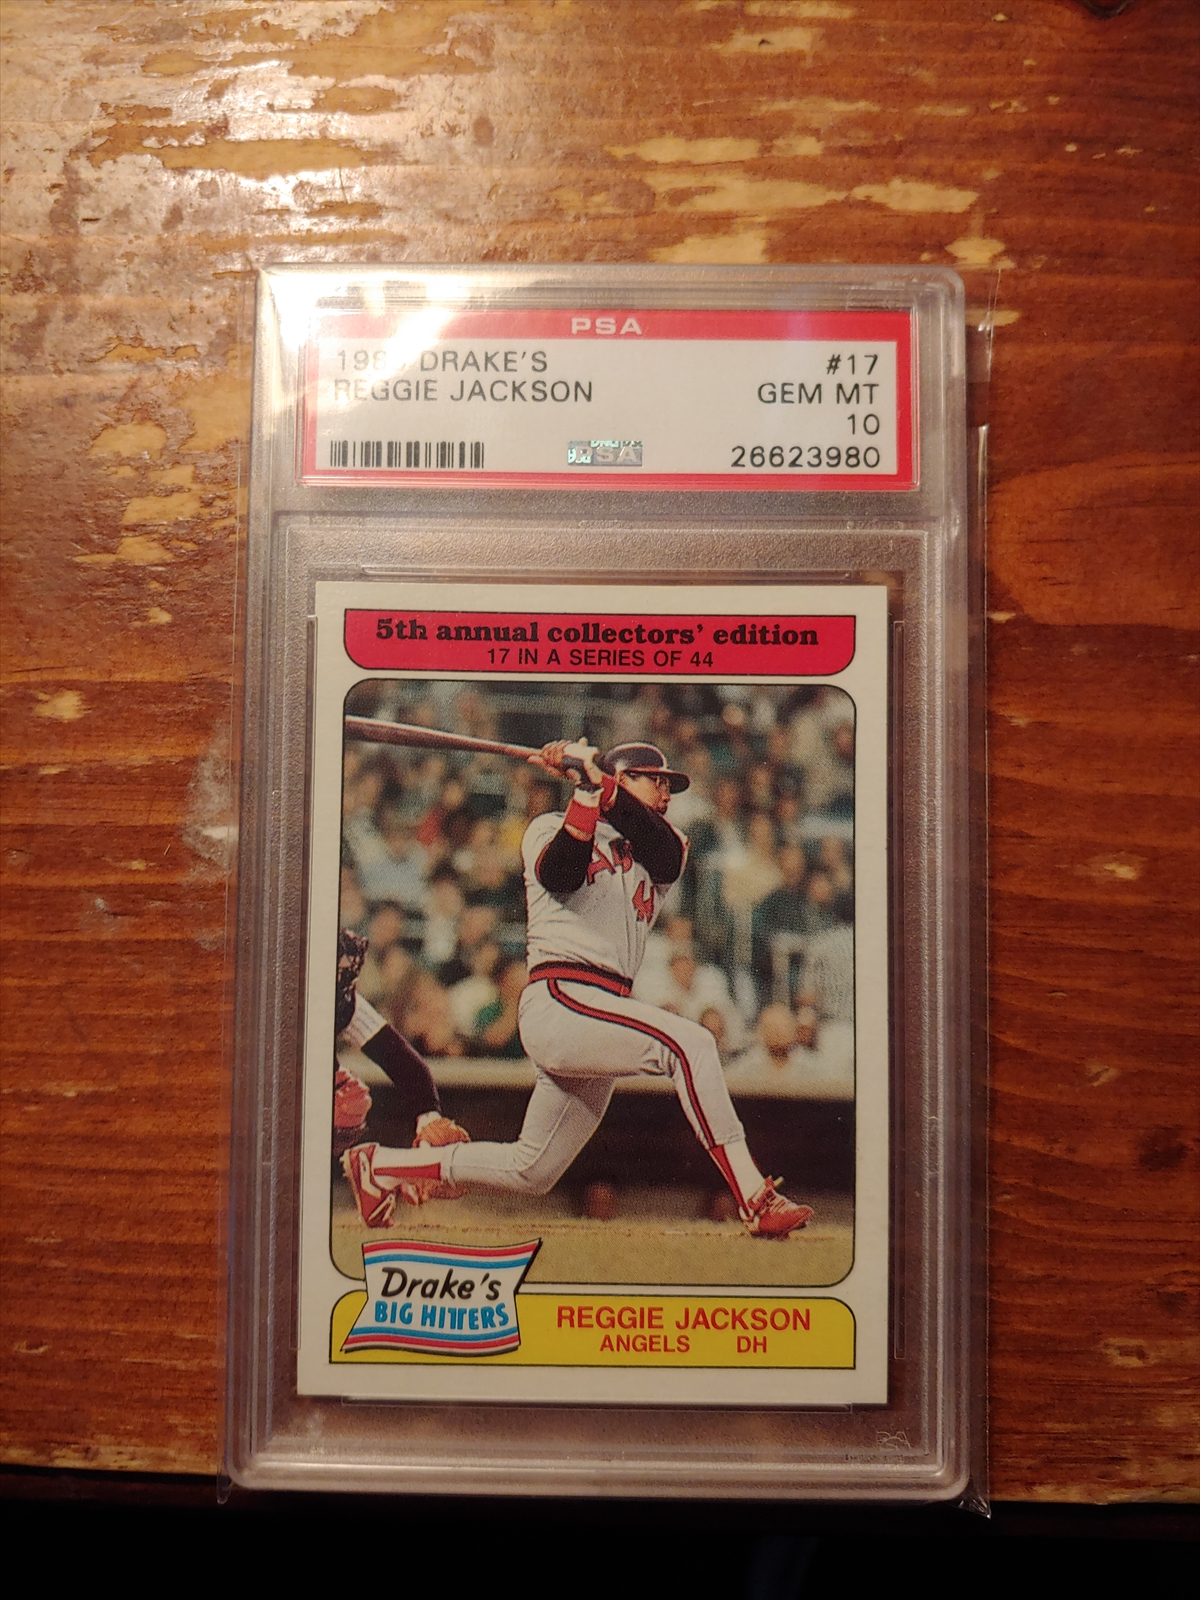 PSA
DRAKE'S #17
REGGIE JACKSON GEM MT
10
PSA 26623980
5th annual collectors' edition
17 IN A SERIES OF 44
Drake's
BIG HITTERS
REGGIE JACKSON
ANGELS DH